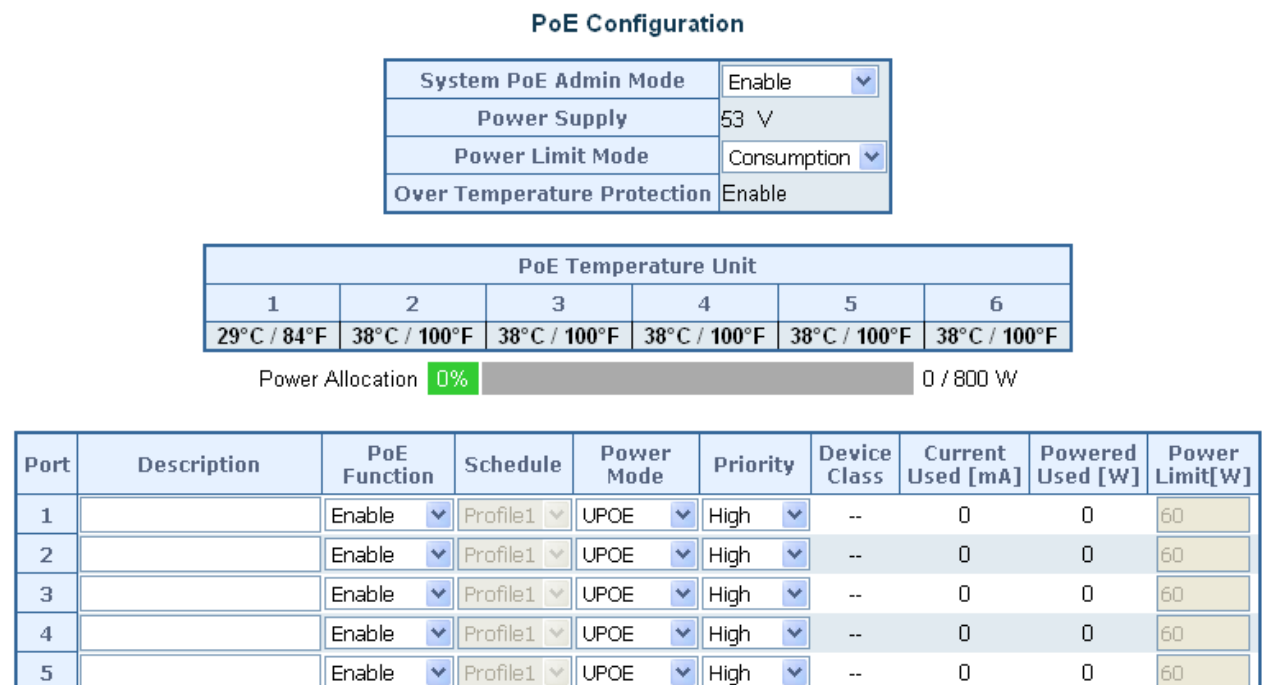 PoE Configuration
System PoE Admin Mode Enable
Power Supply 53 V
Power Limit Mode Consumption
Over Temperature Protection Enable
PoE Temperature Unit
1 2 3 4 5 6
29°C / 84°F 38°C / 100°F 38°C / 100°F 38°C / 100°F 38°C / 100°F 38°C / 100°F
Power Allocation 0% 0 / 800 W
Port Description PoE Function Schedule Power Mode Priority Device Class Current Used [mA] Powered Used [W] Power Limit[W]
1 Enable Profile1 UPOE High -- 0 0 60
2 Enable Profile1 UPOE High -- 0 0 60
3 Enable Profile1 UPOE High -- 0 0 60
4 Enable Profile1 UPOE High -- 0 0 60
5 Enable Profile1 UPOE High -- 0 0 60